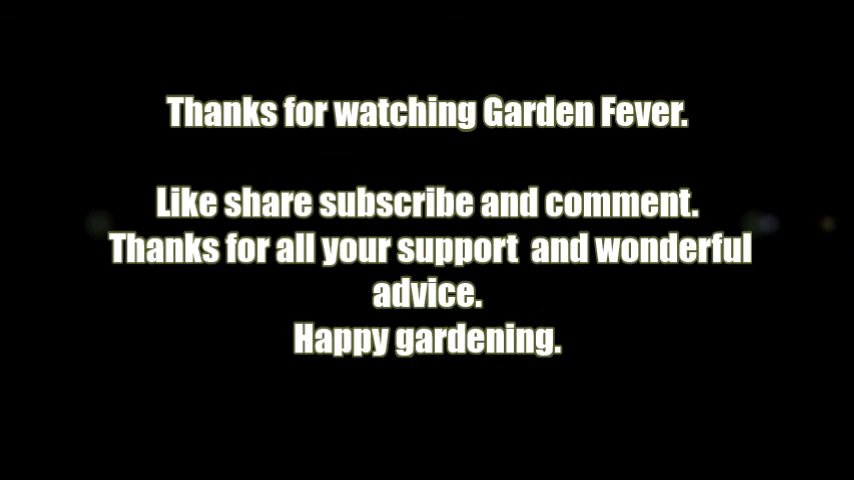 Thanks for watching Garden Fever.
Like share subscribe and comment.
Thanks for all your support  and wonderful
advice.
Happy gardening.